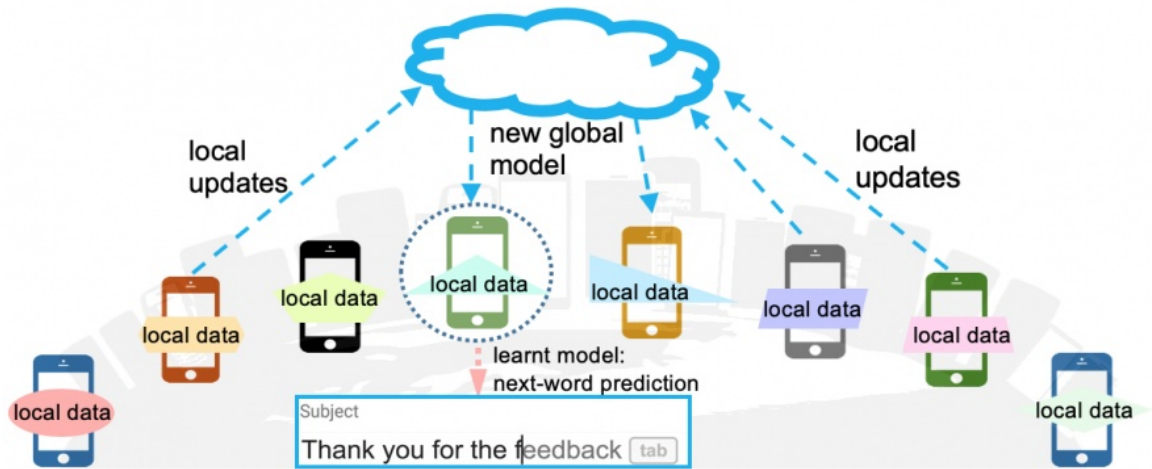 local
updates
new global
model
local
updates
local data
local data
local data
local data
local data
local data
local data
local data
learnt model:
next-word prediction
Subject
Thank you for the feedback tab